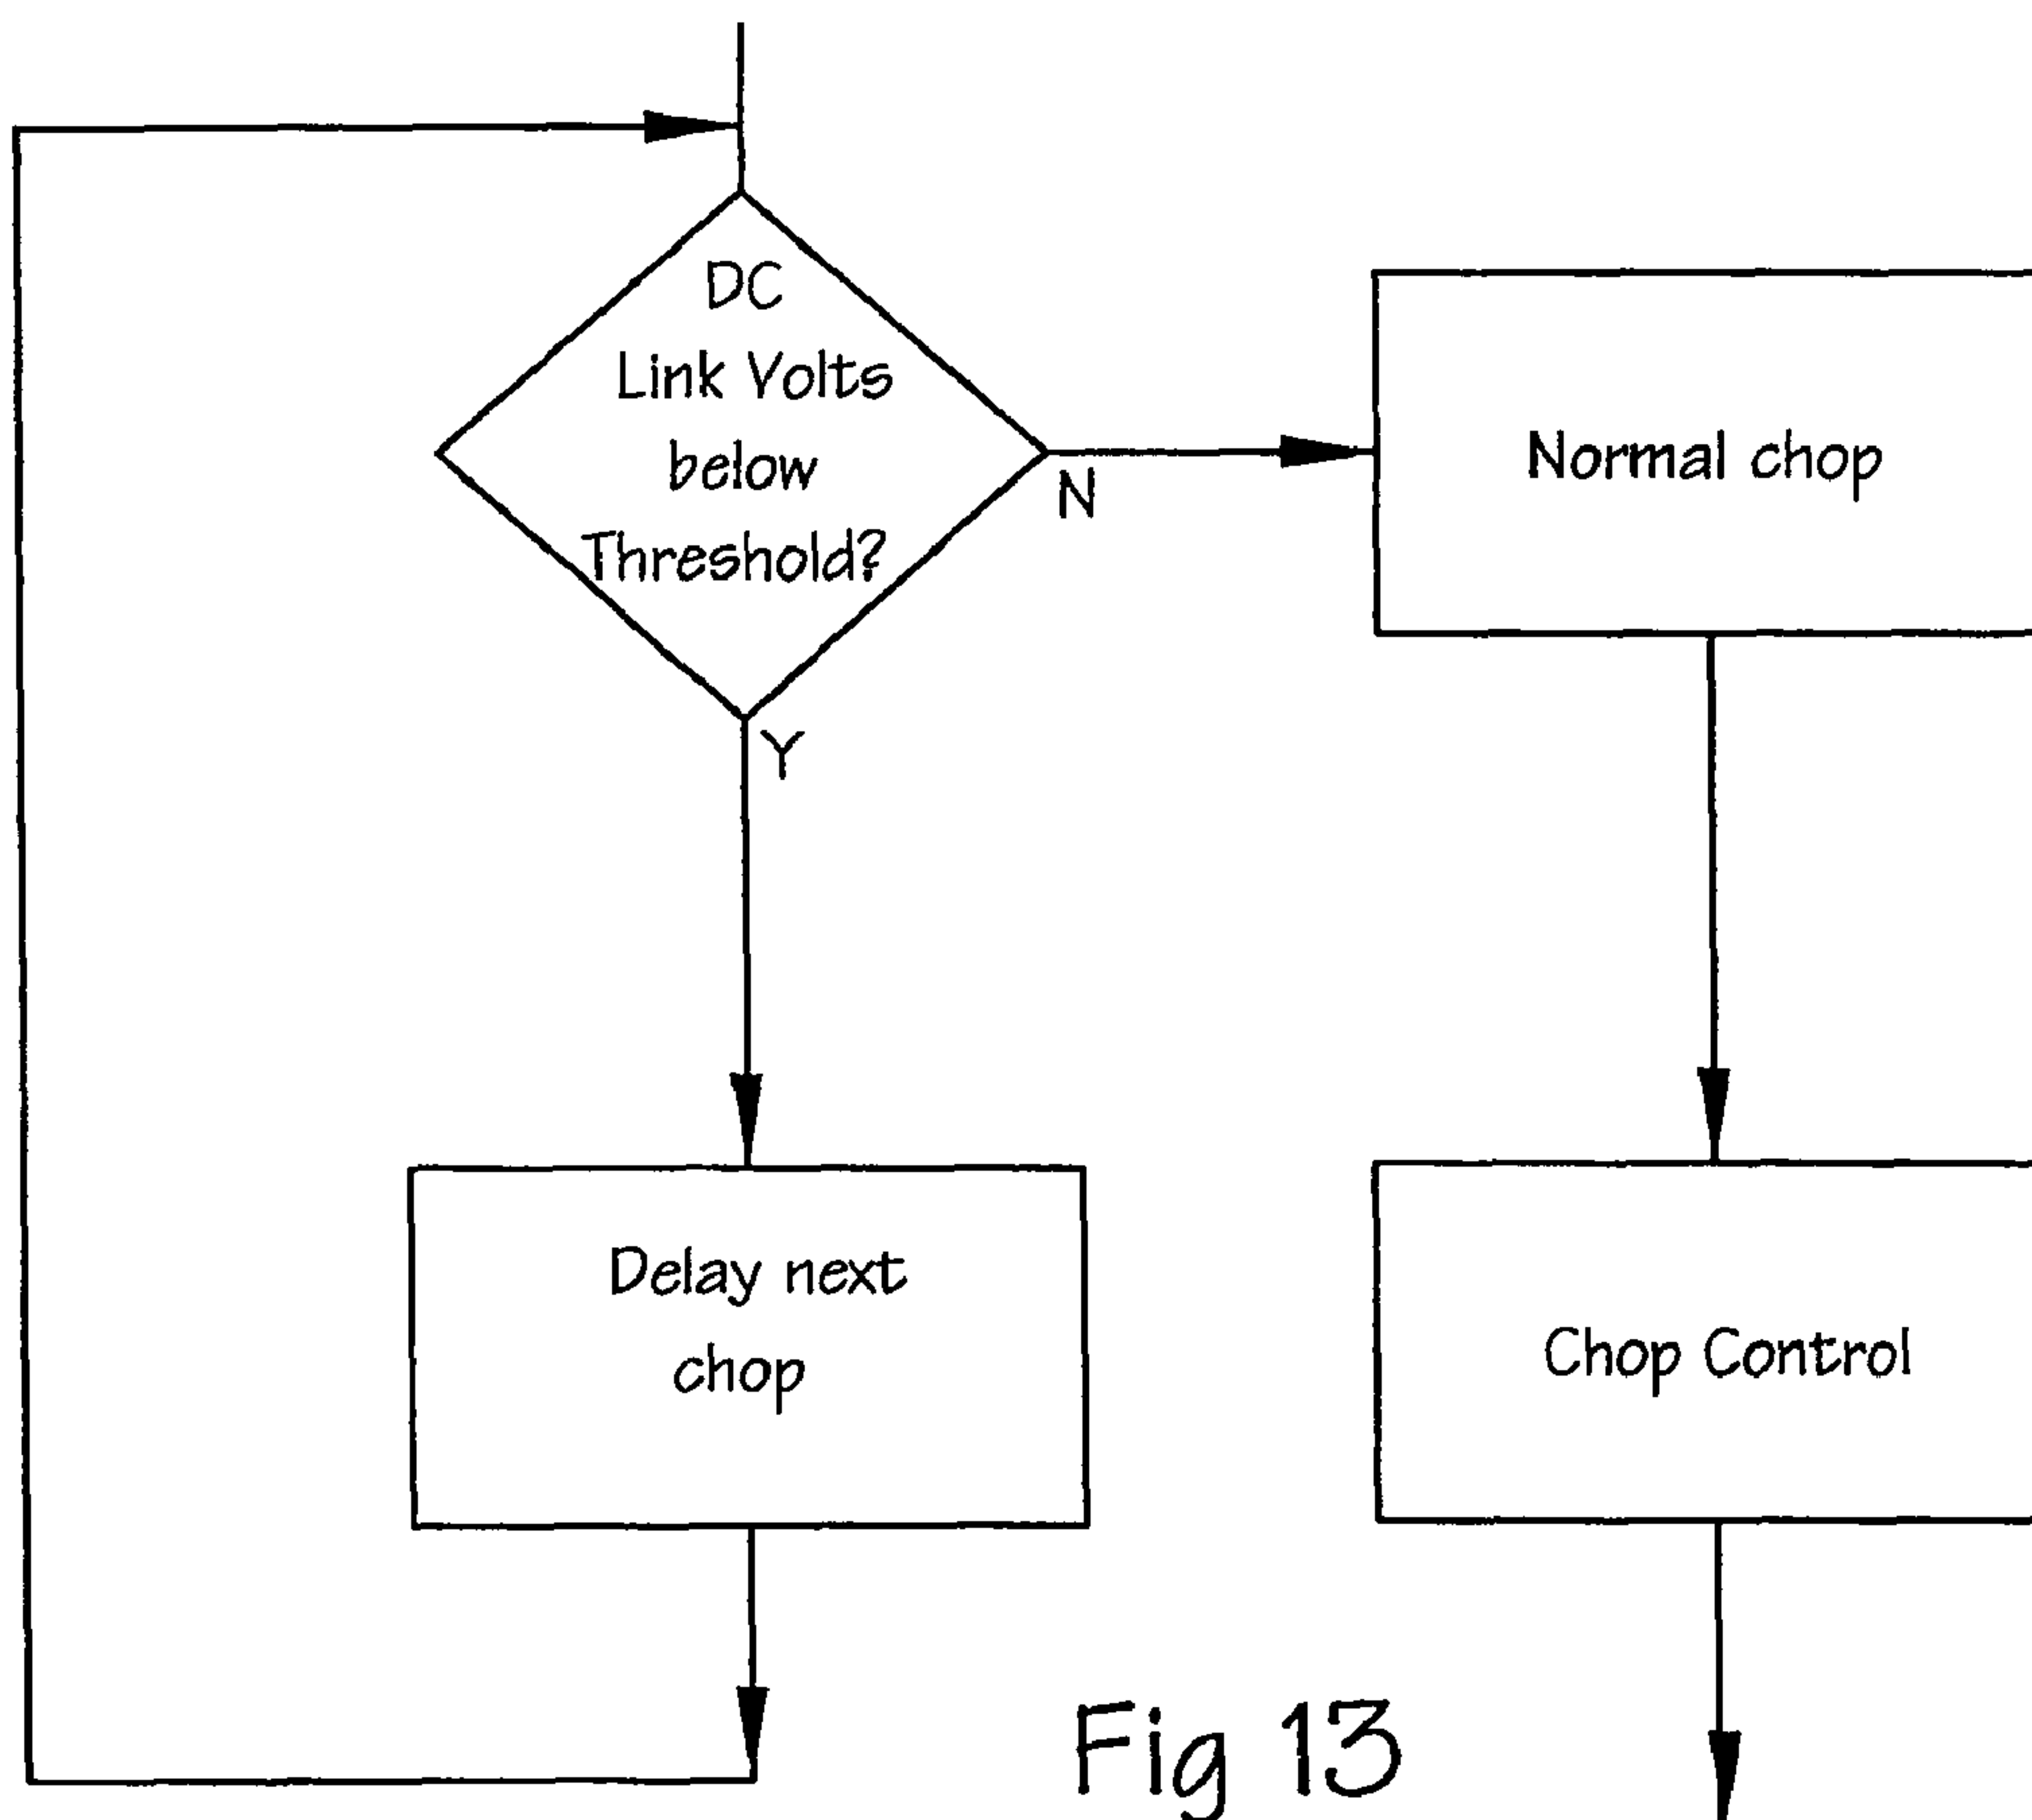 DC
Link Volts
below
Threshold?
N
Normal chop
Y
Delay next
chop
Chop Control
Fig 13